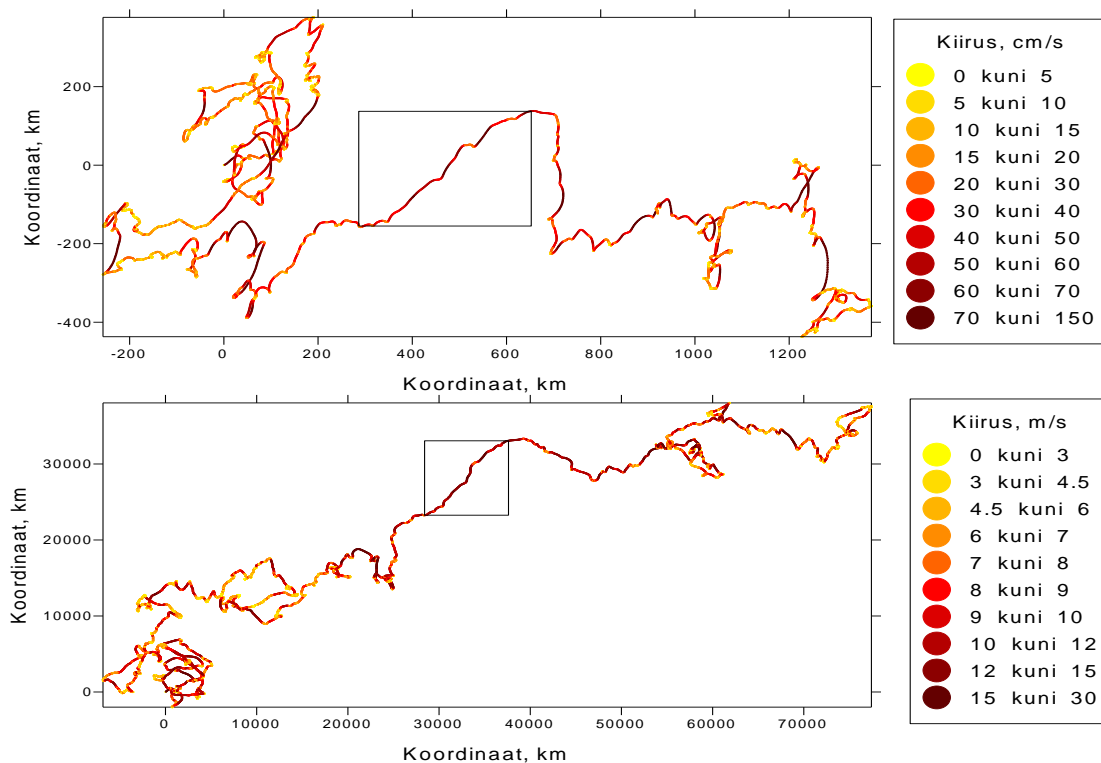 Kiirus, cm/s
0 kuni 5
5 kuni 10
10 kuni 15
15 kuni 20
20 kuni 30
30 kuni 40
40 kuni 50
50 kuni 60
60 kuni 70
70 kuni 150
Koordinaat, km
200
0
-200
-400
-200 0 200 400 600 800 1000 1200
Koordinaat, km
Kiirus, m/s
0 kuni 3
3 kuni 4.5
4.5 kuni 6
6 kuni 7
7 kuni 8
8 kuni 9
9 kuni 10
10 kuni 12
12 kuni 15
15 kuni 30
Koordinaat, km
30000
20000
10000
0
0 10000 20000 30000 40000 50000 60000 70000
Koordinaat, km